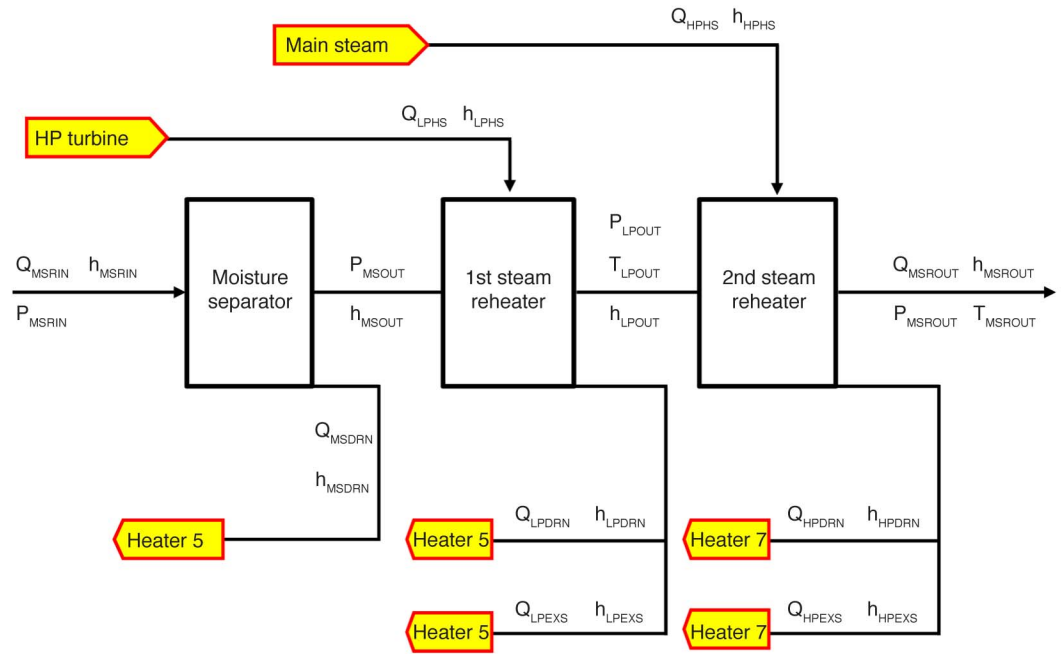 Q_HPHS h_HPHS
Main steam
Q_LPHS h_LPHS
HP turbine
P_LPOUT
Q_MSRIN h_MSRIN
Moisture
separator
P_MSOUT
1st steam
reheater
T_LPOUT
2nd steam
reheater
Q_MSROUT h_MSROUT
P_MSRIN
h_MSOUT
h_LPOUT
P_MSROUT T_MSROUT
Q_MSDRN
h_MSDRN
Heater 5
Heater 5
Q_LPDRN h_LPDRN
Heater 7
Q_HPDRN h_HPDRN
Heater 5
Q_LPEXS h_LPEXS
Heater 7
Q_HPEXS h_HPEXS